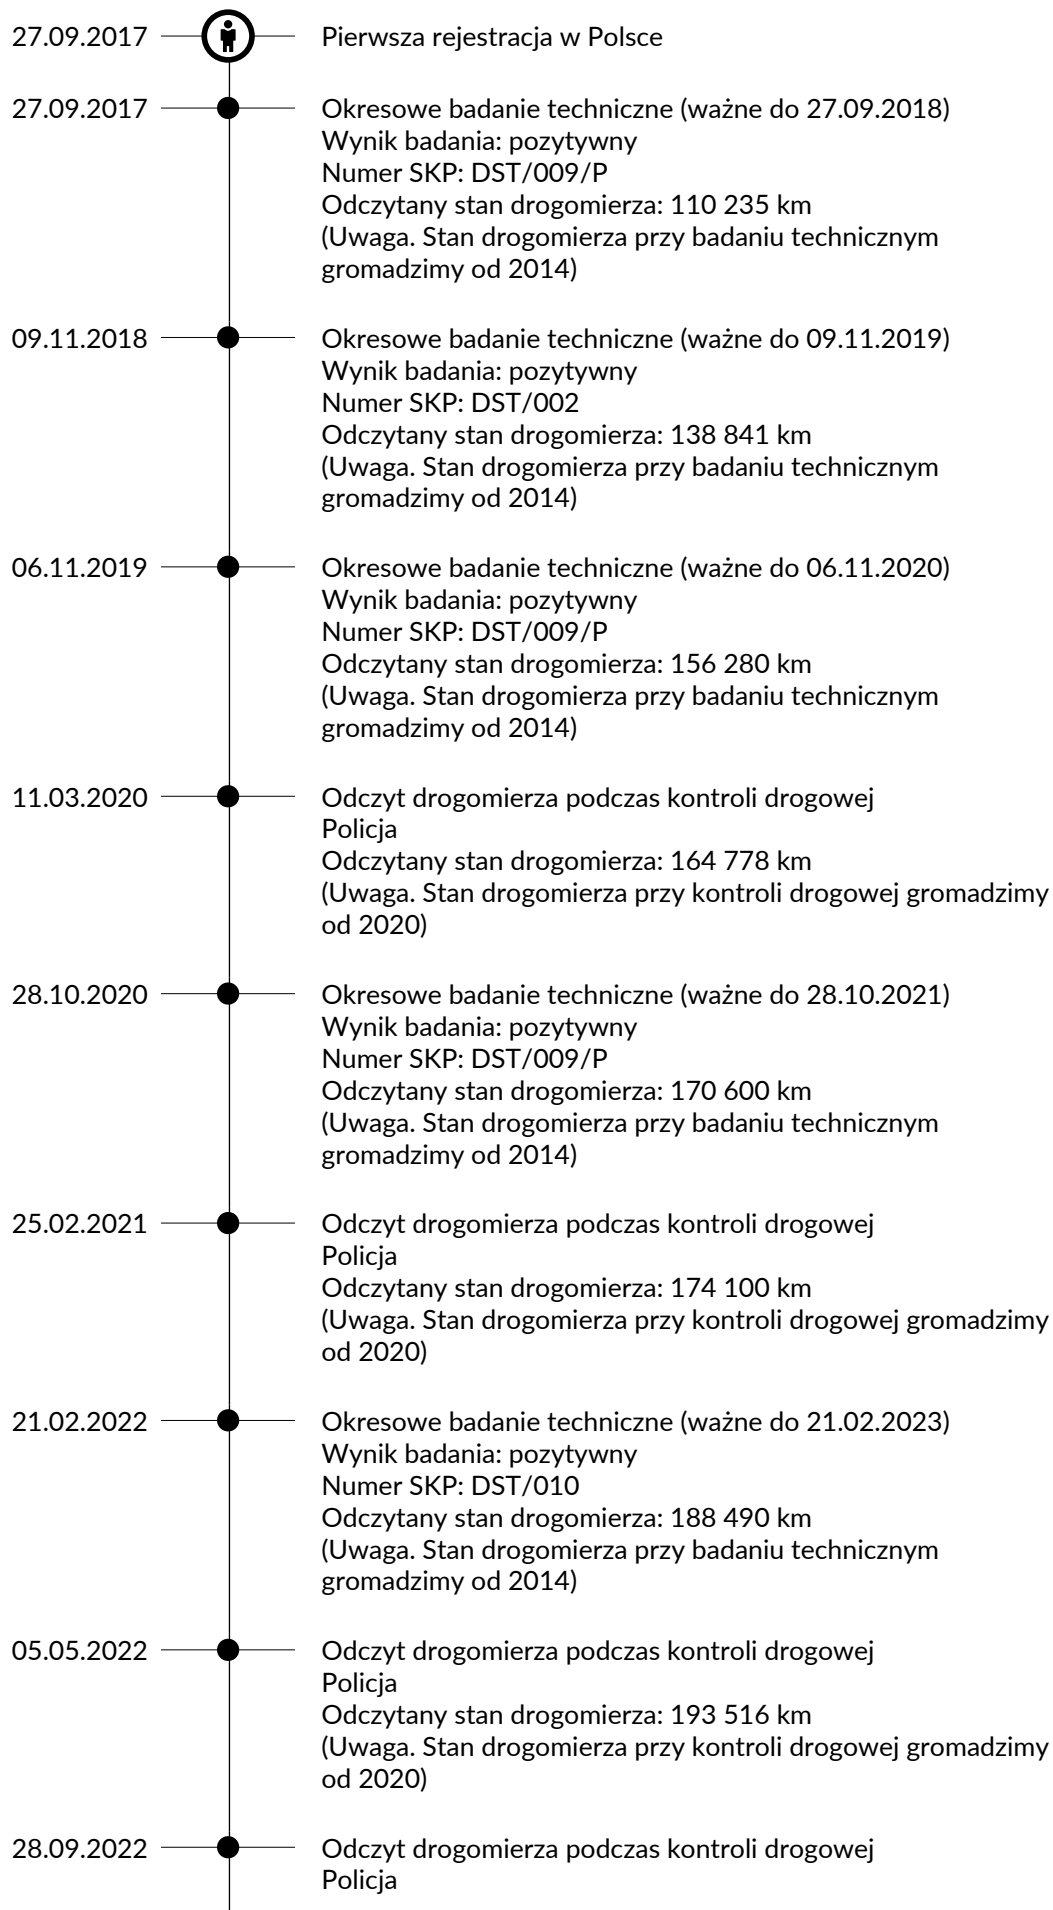 27.09.2017 Pierwsza rejestracja w Polsce
27.09.2017 Okresowe badanie techniczne (ważne do 27.09.2018)
Wynik badania: pozytywny
Numer SKP: DST/009/P
Odczytany stan drogomierza: 110 235 km
(Uwaga. Stan drogomierza przy badaniu technicznym
gromadzimy od 2014)
09.11.2018 Okresowe badanie techniczne (ważne do 09.11.2019)
Wynik badania: pozytywny
Numer SKP: DST/002
Odczytany stan drogomierza: 138 841 km
(Uwaga. Stan drogomierza przy badaniu technicznym
gromadzimy od 2014)
06.11.2019 Okresowe badanie techniczne (ważne do 06.11.2020)
Wynik badania: pozytywny
Numer SKP: DST/009/P
Odczytany stan drogomierza: 156 280 km
(Uwaga. Stan drogomierza przy badaniu technicznym
gromadzimy od 2014)
11.03.2020 Odczyt drogomierza podczas kontroli drogowej
Policja
Odczytany stan drogomierza: 164 778 km
(Uwaga. Stan drogomierza przy kontroli drogowej gromadzimy
od 2020)
28.10.2020 Okresowe badanie techniczne (ważne do 28.10.2021)
Wynik badania: pozytywny
Numer SKP: DST/009/P
Odczytany stan drogomierza: 170 600 km
(Uwaga. Stan drogomierza przy badaniu technicznym
gromadzimy od 2014)
25.02.2021 Odczyt drogomierza podczas kontroli drogowej
Policja
Odczytany stan drogomierza: 174 100 km
(Uwaga. Stan drogomierza przy kontroli drogowej gromadzimy
od 2020)
21.02.2022 Okresowe badanie techniczne (ważne do 21.02.2023)
Wynik badania: pozytywny
Numer SKP: DST/010
Odczytany stan drogomierza: 188 490 km
(Uwaga. Stan drogomierza przy badaniu technicznym
gromadzimy od 2014)
05.05.2022 Odczyt drogomierza podczas kontroli drogowej
Policja
Odczytany stan drogomierza: 193 516 km
(Uwaga. Stan drogomierza przy kontroli drogowej gromadzimy
od 2020)
28.09.2022 Odczyt drogomierza podczas kontroli drogowej
Policja